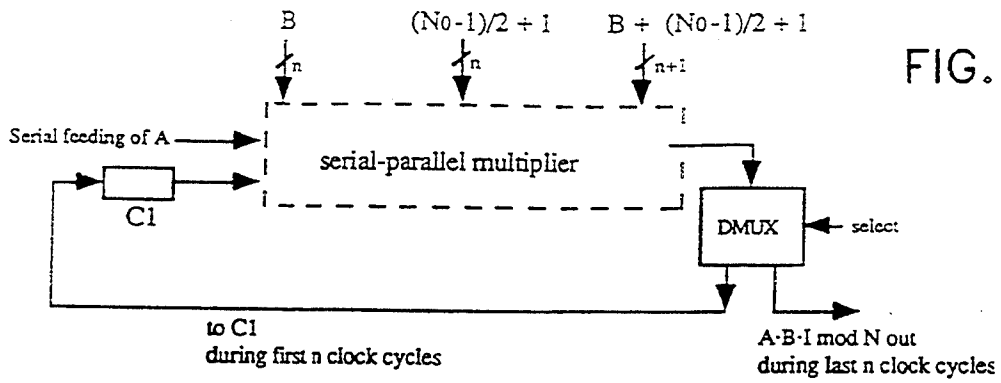 B
(No-1)/2 + 1
B + (No-1)/2 + 1
n
n
n+1
FIG.
Serial feeding of A
serial-parallel multiplier
C1
DMUX
select
to C1
during first n clock cycles
A·B·I mod N out
during last n clock cycles